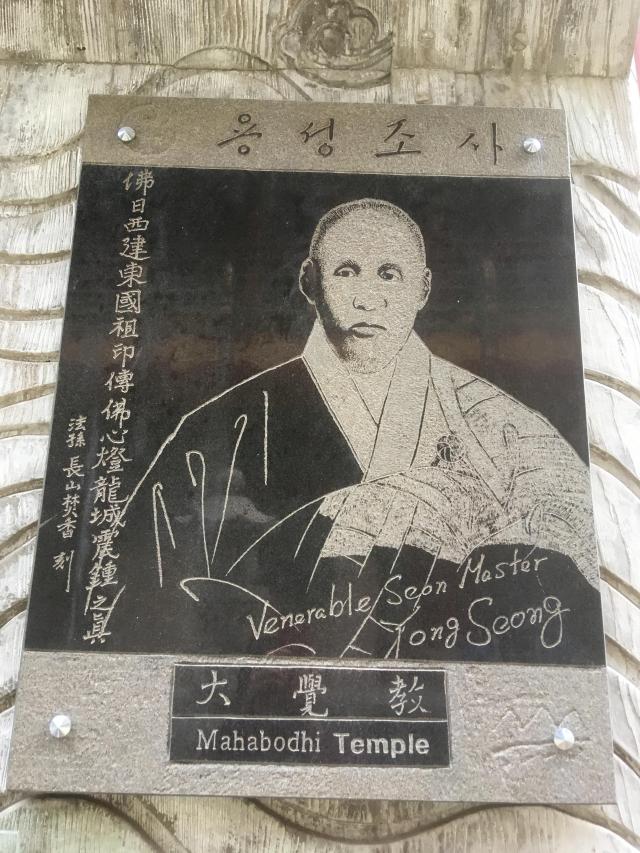 용성조사
佛日西建東國祖印傳佛心燈龍城震鍾之眞
法孫 長山焚香 刻
Venerable Seon Master
Yong Seong
大覺教
Mahabodhi Temple